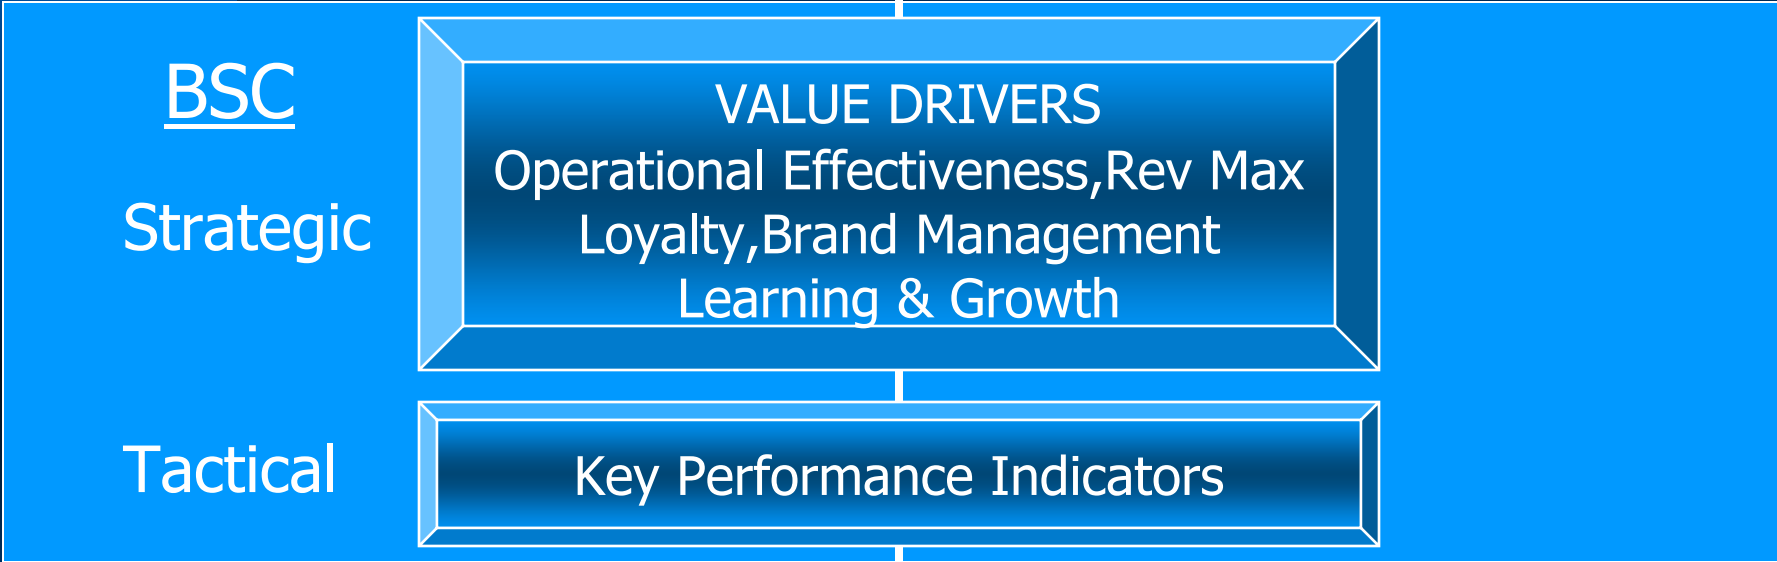 BSC
Strategic
VALUE DRIVERS
Operational Effectiveness,Rev Max
Loyalty,Brand Management
Learning & Growth
Tactical
Key Performance Indicators